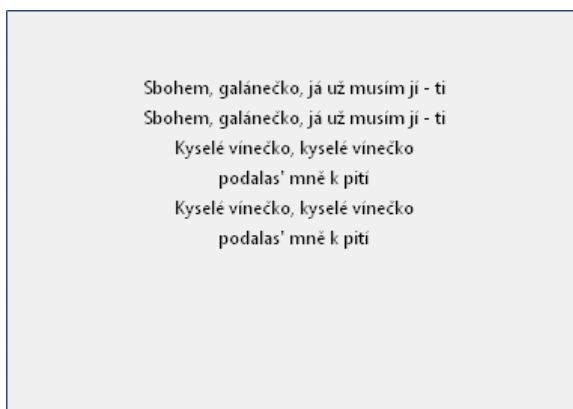 Sbohem, galánečko, já už musím jí - ti
Sbohem, galánečko, já už musím jí - ti
Kyselé vínečko, kyselé vínečko
podalas' mně k pití
Kyselé vínečko, kyselé vínečko
podalas' mně k pití